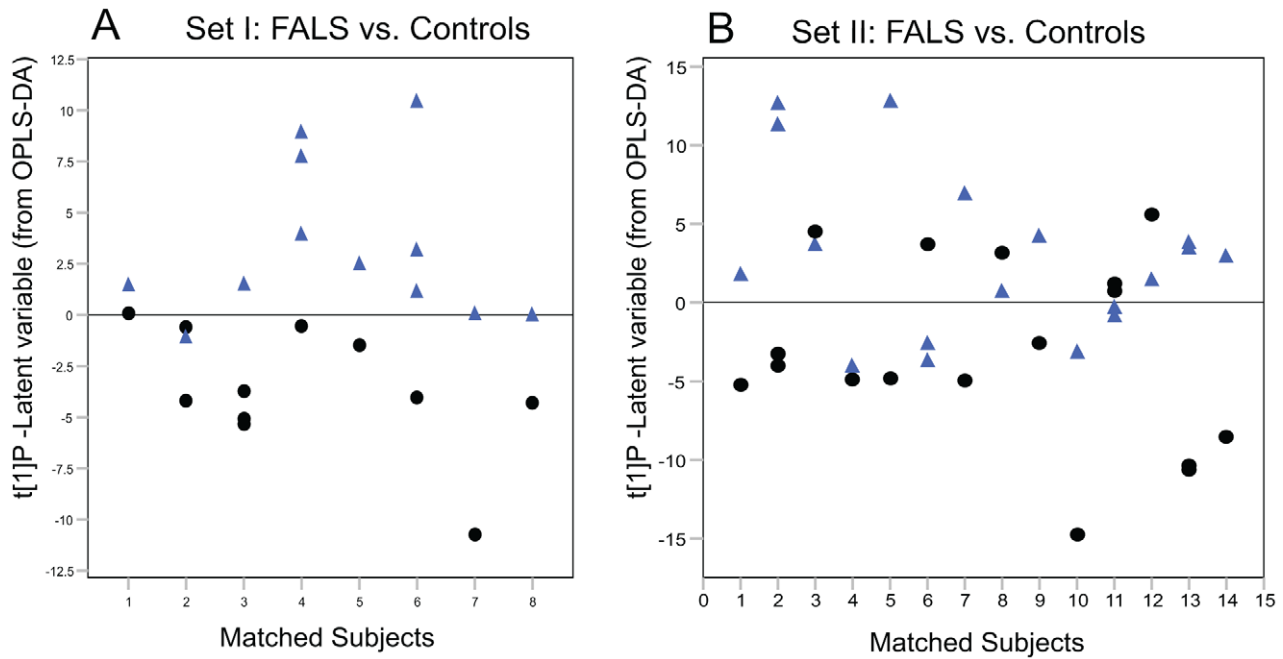 A
Set I: FALS vs. Controls
t[1]P -Latent variable (from OPLS-DA)
12.5
10
7.5
5
2.5
0
-2.5
-5
-7.5
-10
-12.5
1 2 3 4 5 6 7 8
Matched Subjects
B
Set II: FALS vs. Controls
t[1]P -Latent variable (from OPLS-DA)
15
10
5
0
-5
-10
-15
0 1 2 3 4 5 6 7 8 9 10 11 12 13 14 15
Matched Subjects